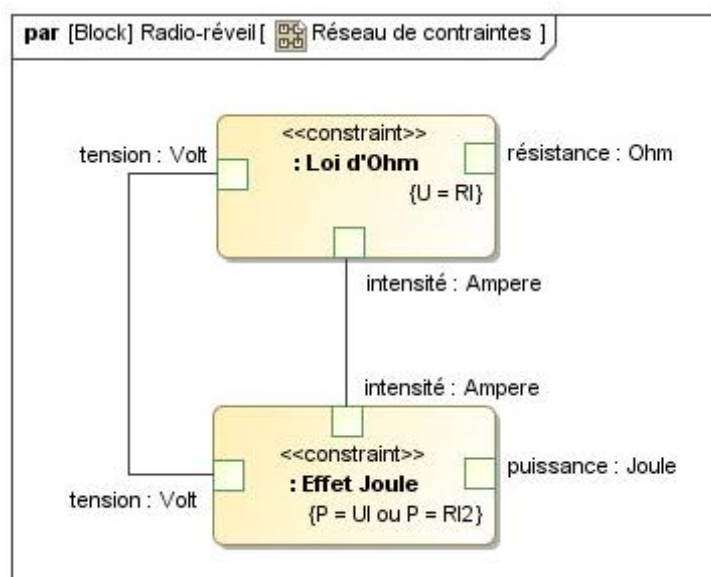 par [Block] Radio-réveil [ Réseau de contraintes ]
<<constraint>>
tension : Volt
: Loi d'Ohm
résistance : Ohm
{U = RI}
intensité : Ampere
intensité : Ampere
<<constraint>>
puissance : Joule
: Effet Joule
tension : Volt
{P = UI ou P = RI2}